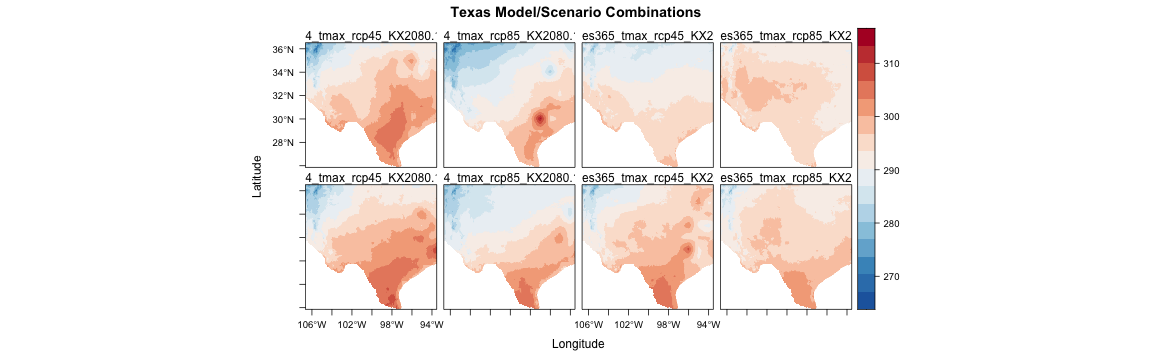 Texas Model/Scenario Combinations
4_tmax_rcp45_KX2080. 4_tmax_rcp85_KX2080. es365_tmax_rcp45_KX2 es365_tmax_rcp85_KX2
36°N
34°N
32°N
30°N
28°N
310
300
290
280
270
Latitude
4_tmax_rcp45_KX2080. 4_tmax_rcp85_KX2080. es365_tmax_rcp45_KX2 es365_tmax_rcp85_KX2
106°W 102°W 98°W 94°W 106°W 102°W 98°W 94°W
Longitude